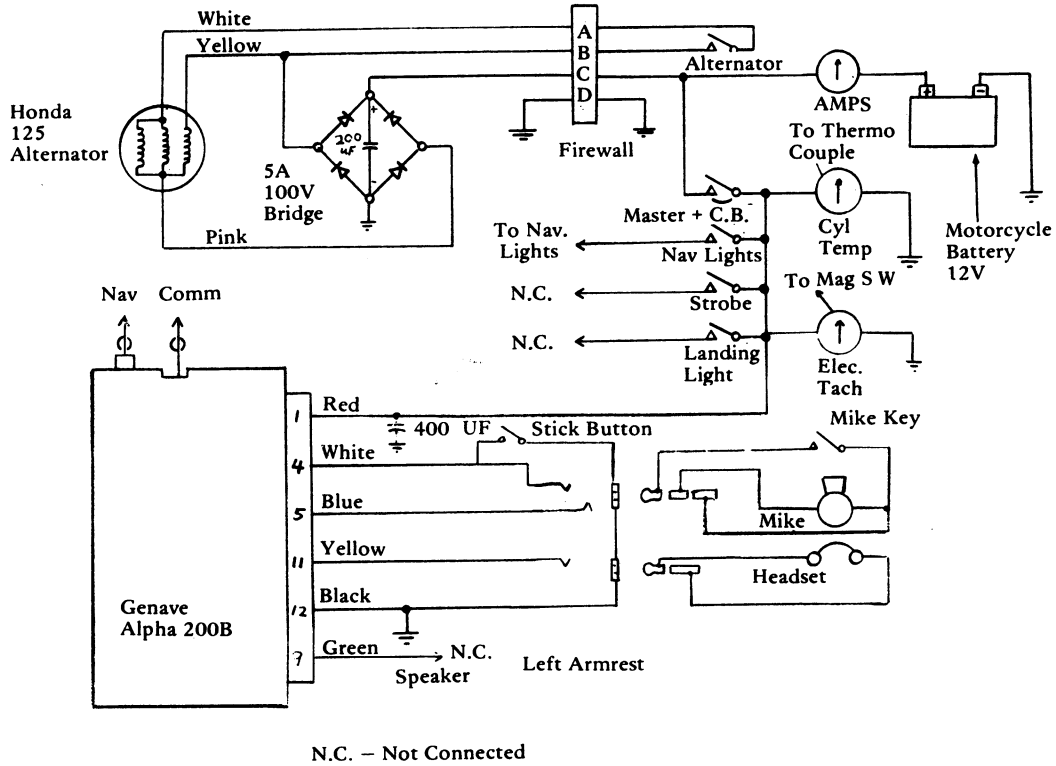 White
Yellow
A
B
C
D
Alternator
Honda
125
Alternator
+
200
uF
-
5A
100V
Bridge
Firewall
AMPS
+
-
To Thermo
Couple
Master + C.B.
Cyl
Temp
Motorcycle
Battery
12V
Pink
To Nav.
Lights
Nav Lights
N.C.
Strobe
To Mag SW
N.C.
Landing
Light
Elec.
Tach
Nav
Comm
1
Red
400 UF
Stick Button
Mike Key
4
White
5
Blue
Mike
11
Yellow
Headset
12
Black
Genave
Alpha 200B
7
Green
N.C.
Speaker
Left Armrest
N.C. – Not Connected